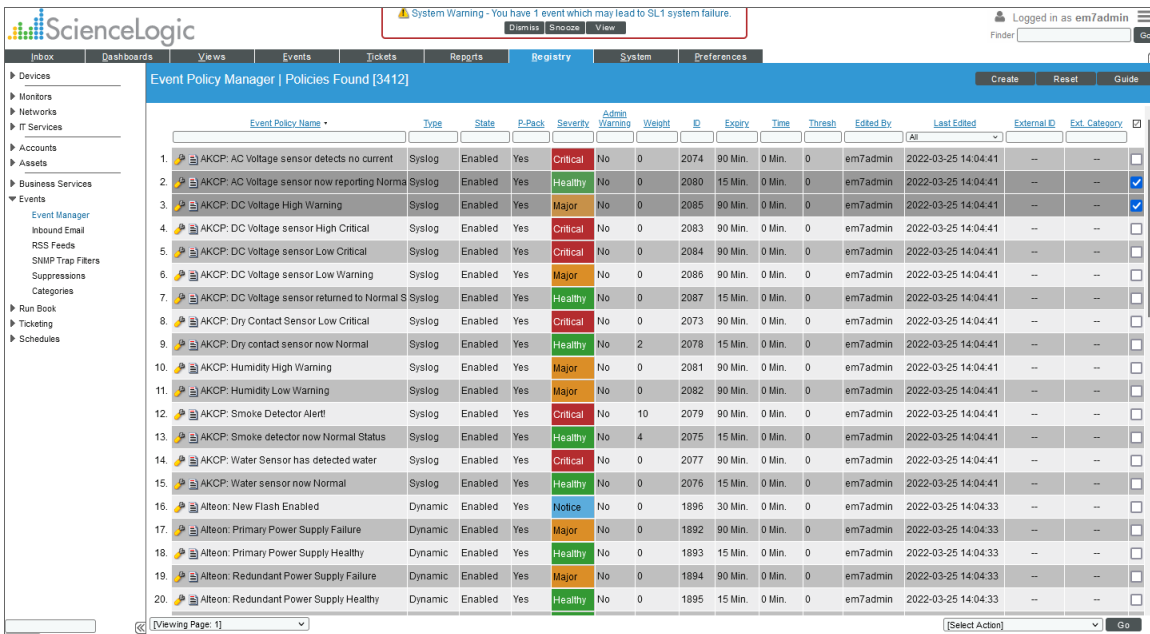 ScienceLogic
System Warning - You have 1 event which may lead to SL1 system failure.
Dismiss Snooze View
Logged in as em7admin
Finder Go
Inbox Dashboards Views Events Tickets Reports Registry System Preferences
Devices
Monitors
Networks
IT Services
Accounts
Assets
Business Services
Events
Event Manager
Inbound Email
RSS Feeds
SNMP Trap Filters
Suppressions
Categories
Run Book
Ticketing
Schedules
Event Policy Manager | Policies Found [3412]
Create Reset Guide
Event Policy Name Type State P-Pack Severity Admin Warning Weight ID Expiry Time Thresh Edited By Last Edited External ID Ext. Category
All
1. AKCP: AC Voltage sensor detects no current Syslog Enabled Yes Critical No 0 2074 90 Min. 0 Min. 0 em7admin 2022-03-25 14:04:41 -- --
2. AKCP: AC Voltage sensor now reporting Norma Syslog Enabled Yes Healthy No 0 2080 15 Min. 0 Min. 0 em7admin 2022-03-25 14:04:41 -- --
3. AKCP: DC Voltage High Warning Syslog Enabled Yes Major No 0 2085 90 Min. 0 Min. 0 em7admin 2022-03-25 14:04:41 -- --
4. AKCP: DC Voltage sensor High Critical Syslog Enabled Yes Critical No 0 2083 90 Min. 0 Min. 0 em7admin 2022-03-25 14:04:41 -- --
5. AKCP: DC Voltage sensor Low Critical Syslog Enabled Yes Critical No 0 2084 90 Min. 0 Min. 0 em7admin 2022-03-25 14:04:41 -- --
6. AKCP: DC Voltage sensor Low Warning Syslog Enabled Yes Major No 0 2086 90 Min. 0 Min. 0 em7admin 2022-03-25 14:04:41 -- --
7. AKCP: DC Voltage sensor returned to Normal S Syslog Enabled Yes Healthy No 0 2087 15 Min. 0 Min. 0 em7admin 2022-03-25 14:04:41 -- --
8. AKCP: Dry Contact Sensor Low Critical Syslog Enabled Yes Critical No 0 2073 90 Min. 0 Min. 0 em7admin 2022-03-25 14:04:41 -- --
9. AKCP: Dry contact sensor now Normal Syslog Enabled Yes Healthy No 2 2078 15 Min. 0 Min. 0 em7admin 2022-03-25 14:04:41 -- --
10. AKCP: Humidity High Warning Syslog Enabled Yes Major No 0 2081 90 Min. 0 Min. 0 em7admin 2022-03-25 14:04:41 -- --
11. AKCP: Humidity Low Warning Syslog Enabled Yes Major No 0 2082 90 Min. 0 Min. 0 em7admin 2022-03-25 14:04:41 -- --
12. AKCP: Smoke Detector Alert! Syslog Enabled Yes Critical No 10 2079 90 Min. 0 Min. 0 em7admin 2022-03-25 14:04:41 -- --
13. AKCP: Smoke detector now Normal Status Syslog Enabled Yes Healthy No 4 2075 15 Min. 0 Min. 0 em7admin 2022-03-25 14:04:41 -- --
14. AKCP: Water Sensor has detected water Syslog Enabled Yes Critical No 0 2077 90 Min. 0 Min. 0 em7admin 2022-03-25 14:04:41 -- --
15. AKCP: Water sensor now Normal Syslog Enabled Yes Healthy No 0 2076 15 Min. 0 Min. 0 em7admin 2022-03-25 14:04:41 -- --
16. Alteon: New Flash Enabled Dynamic Enabled Yes Notice No 0 1896 30 Min. 0 Min. 0 em7admin 2022-03-25 14:04:33 -- --
17. Alteon: Primary Power Supply Failure Dynamic Enabled Yes Major No 0 1892 90 Min. 0 Min. 0 em7admin 2022-03-25 14:04:33 -- --
18. Alteon: Primary Power Supply Healthy Dynamic Enabled Yes Healthy No 0 1893 15 Min. 0 Min. 0 em7admin 2022-03-25 14:04:33 -- --
19. Alteon: Redundant Power Supply Failure Dynamic Enabled Yes Major No 0 1894 90 Min. 0 Min. 0 em7admin 2022-03-25 14:04:33 -- --
20. Alteon: Redundant Power Supply Healthy Dynamic Enabled Yes Healthy No 0 1895 15 Min. 0 Min. 0 em7admin 2022-03-25 14:04:33 -- --
[Viewing Page: 1] [Select Action] Go